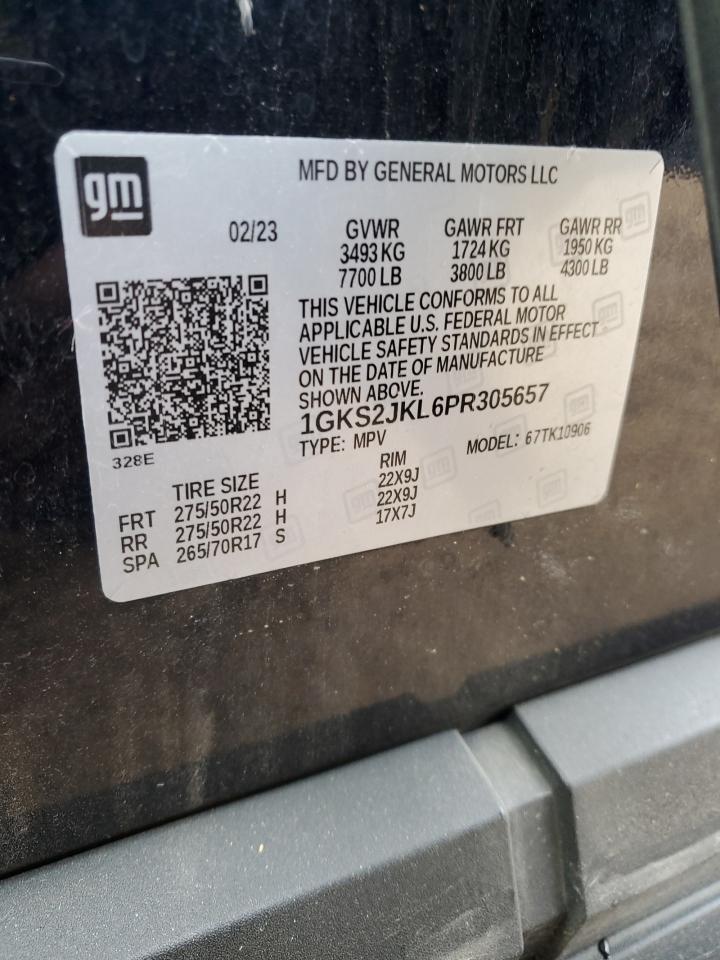 gm
MFD BY GENERAL MOTORS LLC
02/23
GVWR GAWR FRT GAWR RR
3493 KG 1724 KG 1950 KG
7700 LB 3800 LB 4300 LB
THIS VEHICLE CONFORMS TO ALL
APPLICABLE U.S. FEDERAL MOTOR
VEHICLE SAFETY STANDARDS IN EFFECT
ON THE DATE OF MANUFACTURE
SHOWN ABOVE.
1GKS2JKL6PR305657
TYPE: MPV MODEL: 67TK10906
328E
TIRE SIZE RIM
FRT 275/50R22 H 22X9J
RR 275/50R22 H 22X9J
SPA 265/70R17 S 17X7J